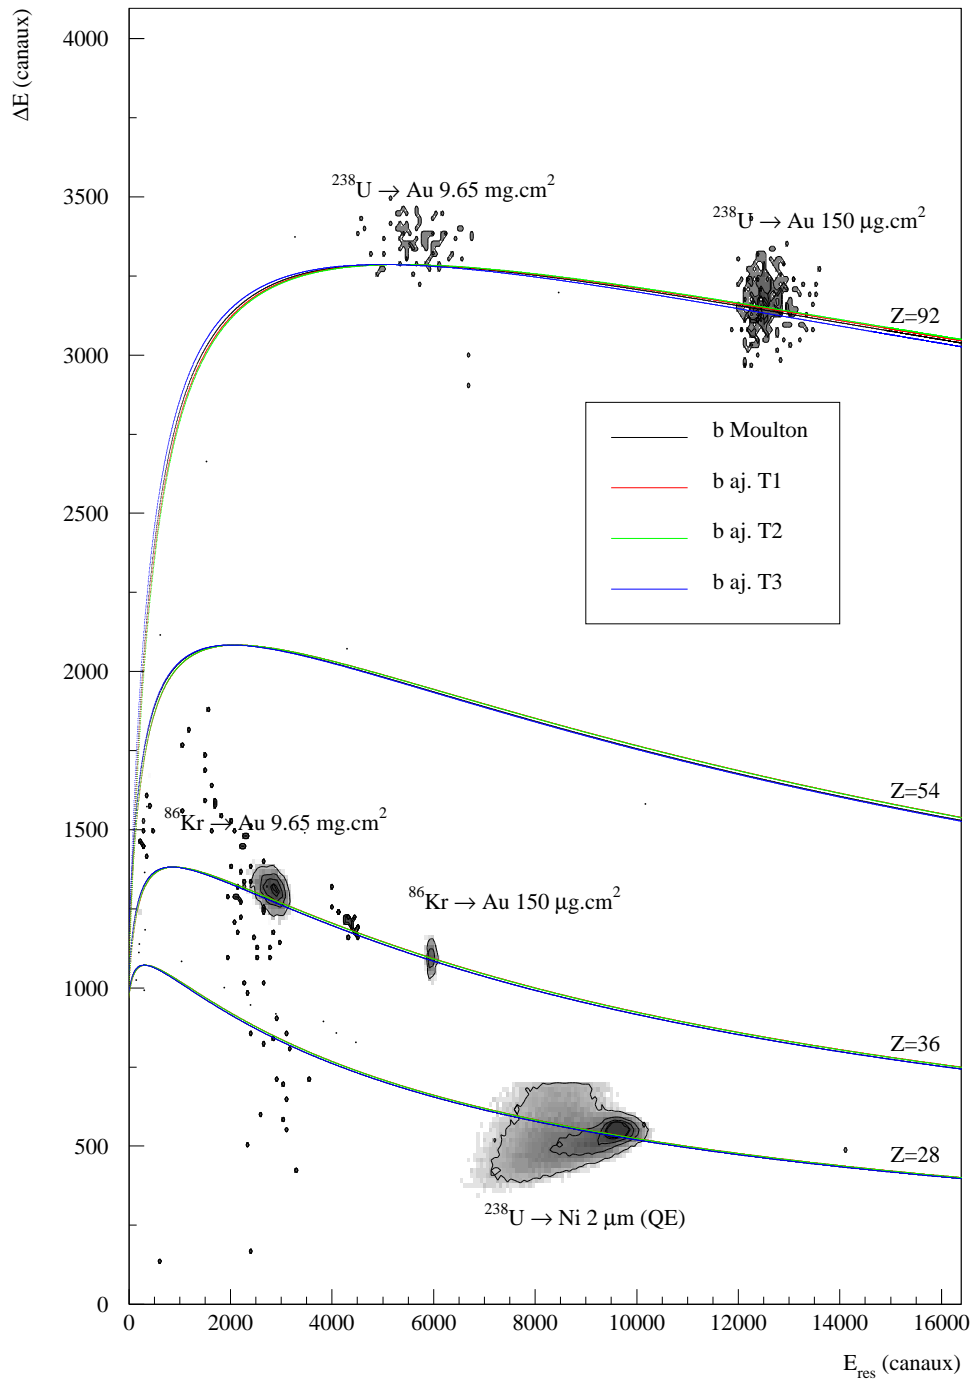 ΔE (canaux)
4000
3500
3000
2500
2000
1500
1000
500
0
²³⁸U → Au 9.65 mg.cm²
²³⁸U → Au 150 μg.cm²
Z=92
b Moulton
b aj. T1
b aj. T2
b aj. T3
Z=54
⁸⁶Kr → Au 9.65 mg.cm²
⁸⁶Kr → Au 150 μg.cm²
Z=36
Z=28
²³⁸U → Ni 2 μm (QE)
0 2000 4000 6000 8000 10000 12000 14000 16000
E_res (canaux)